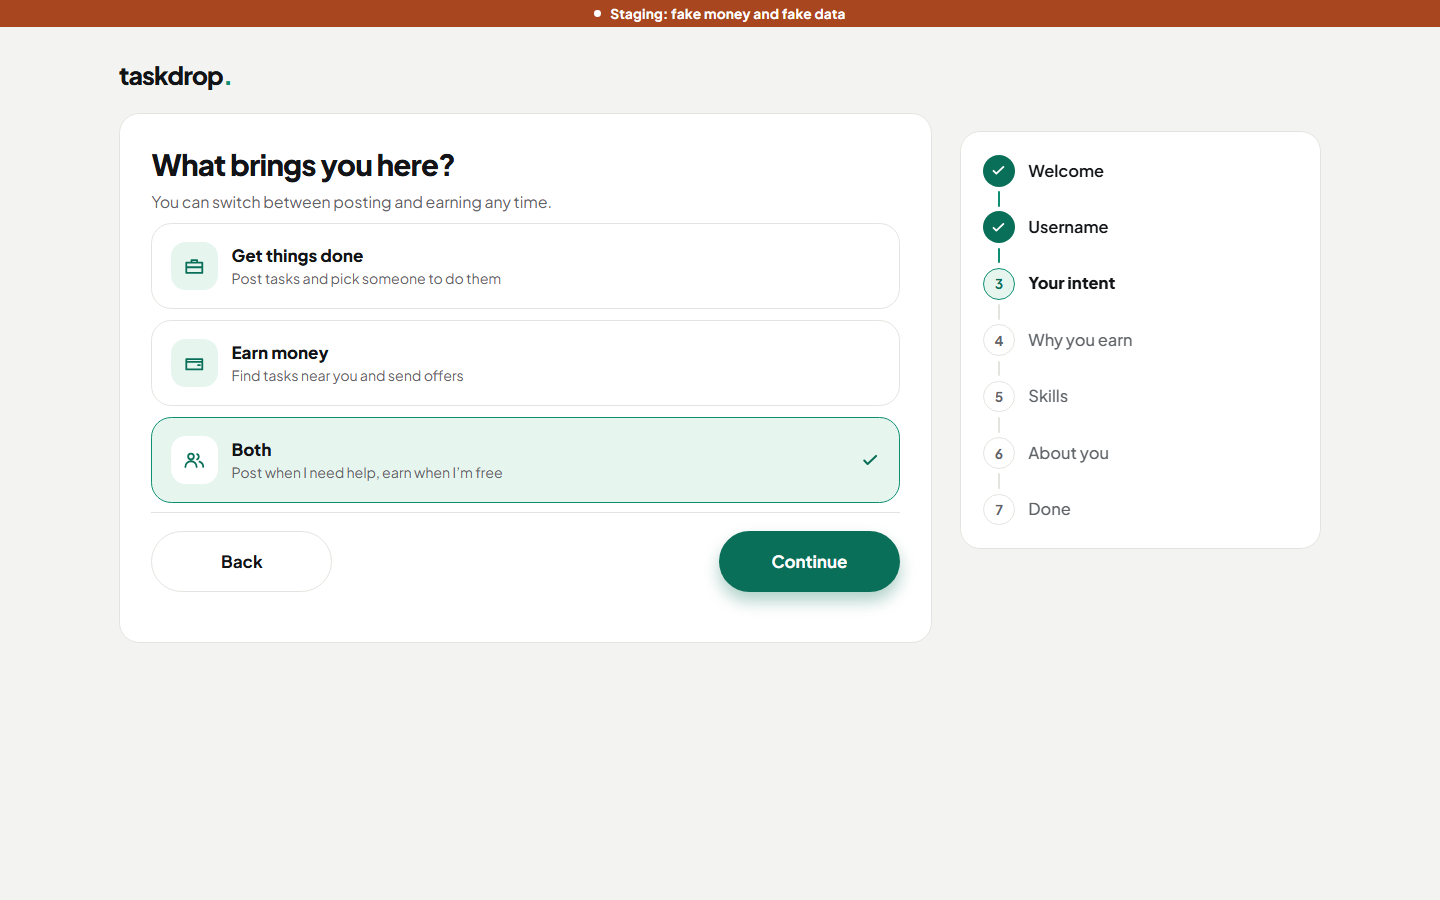 Staging: fake money and fake data
taskdrop.
What brings you here?
You can switch between posting and earning any time.
Get things done
Post tasks and pick someone to do them
Earn money
Find tasks near you and send offers
Both
Post when I need help, earn when I'm free
Back
Continue
Welcome
Username
3 Your intent
4 Why you earn
5 Skills
6 About you
7 Done